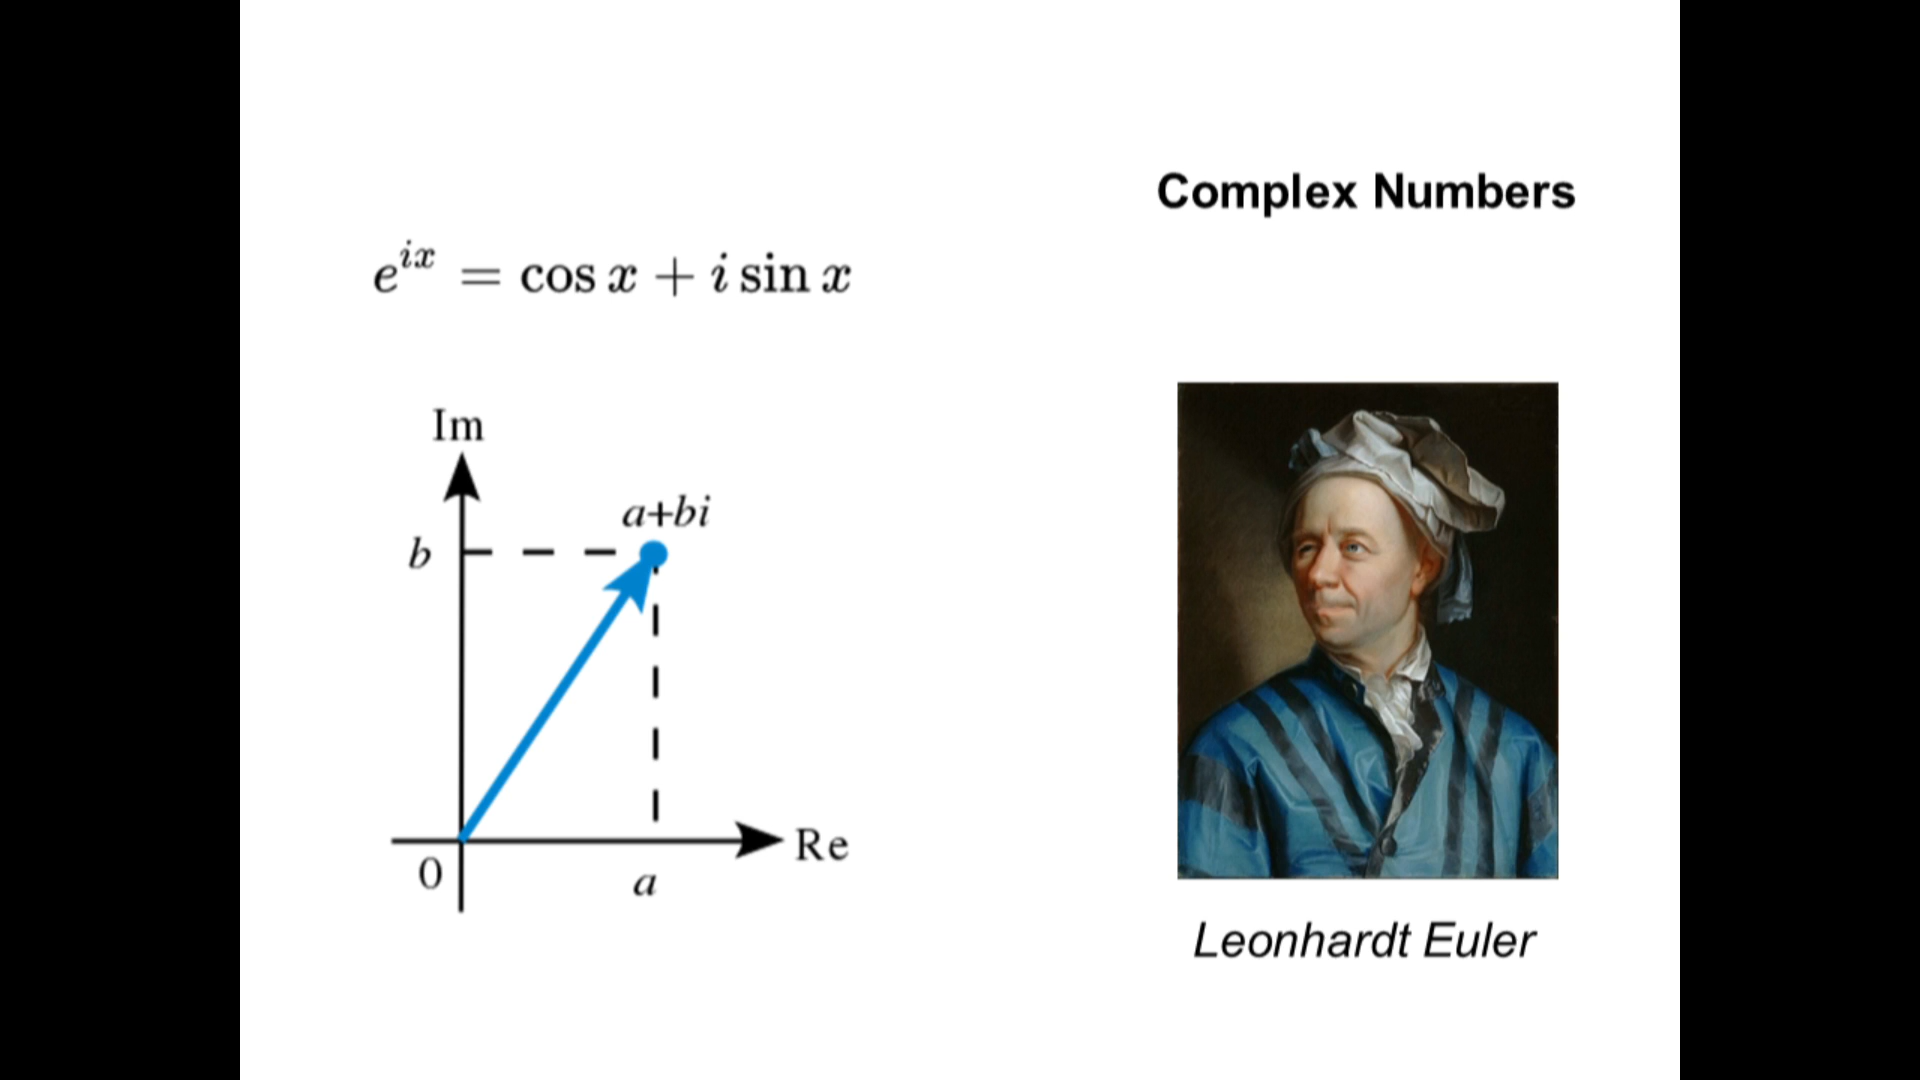 Complex Numbers
e^{ix} = cos x + i sin x
Im
a+bi
b
Re
0
a
Leonhardt Euler